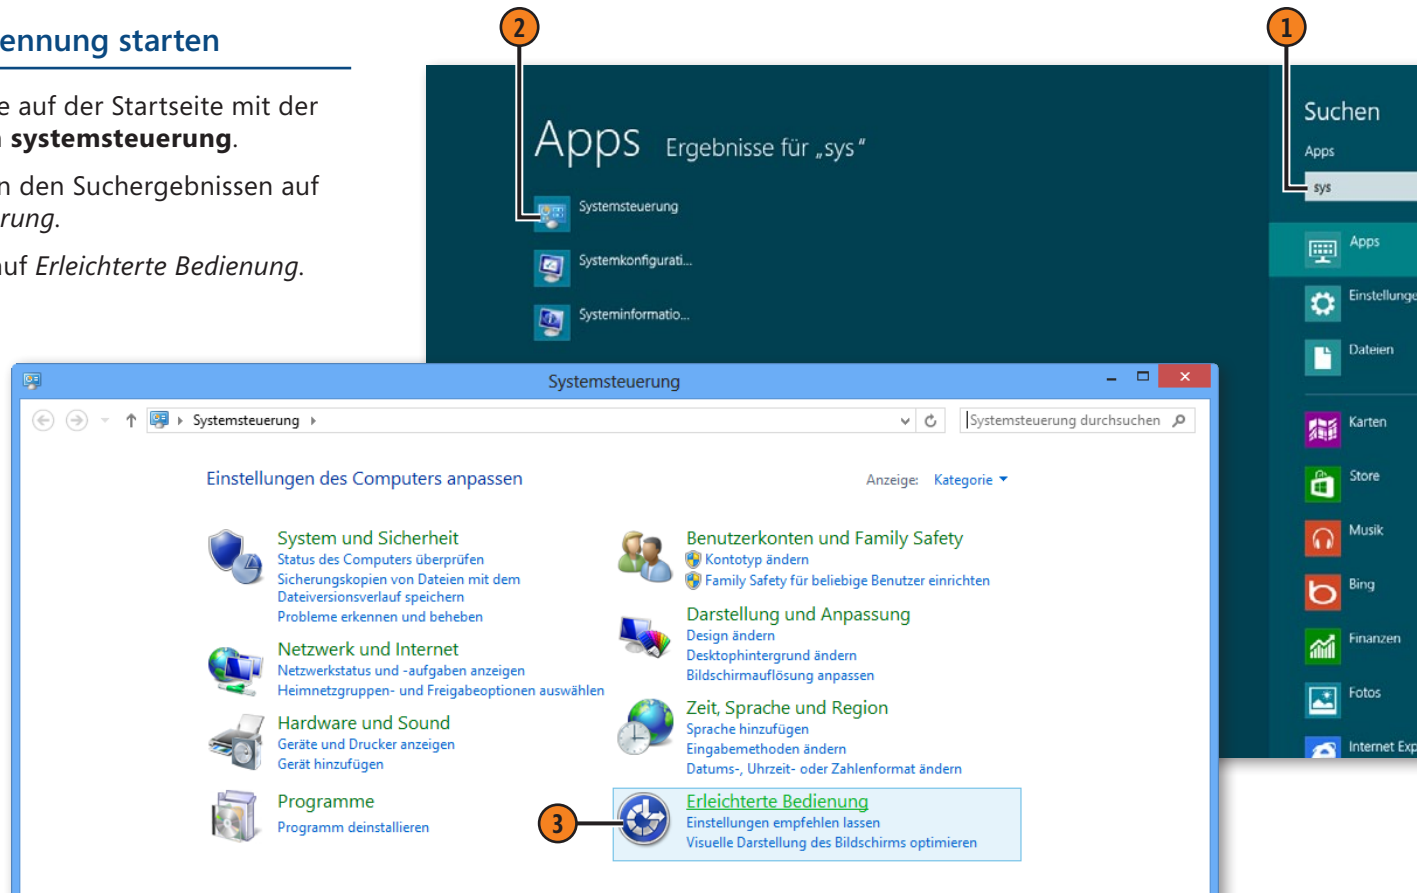 ennung starten
e auf der Startseite mit der
systemsteuerung.
n den Suchergebnissen auf
rung.
auf Erleichterte Bedienung.
2
1
Apps Ergebnisse für „sys"
Systemsteuerung
Systemkonfigurati...
Systeminformatio...
Suchen
Apps
sys
Apps
Einstellunge
Dateien
Karten
Store
Musik
Bing
Finanzen
Fotos
Internet Exp
Systemsteuerung
Systemsteuerung
Systemsteuerung durchsuchen
Einstellungen des Computers anpassen
Anzeige: Kategorie
System und Sicherheit
Status des Computers überprüfen
Sicherungskopien von Dateien mit dem
Dateiversionsverlauf speichern
Probleme erkennen und beheben
Netzwerk und Internet
Netzwerkstatus und -aufgaben anzeigen
Heimnetzgruppen- und Freigabeoptionen auswählen
Hardware und Sound
Geräte und Drucker anzeigen
Gerät hinzufügen
Programme
Programm deinstallieren
Benutzerkonten und Family Safety
Kontotyp ändern
Family Safety für beliebige Benutzer einrichten
Darstellung und Anpassung
Design ändern
Desktophintergrund ändern
Bildschirmauflösung anpassen
Zeit, Sprache und Region
Sprache hinzufügen
Eingabemethoden ändern
Datums-, Uhrzeit- oder Zahlenformat ändern
3
Erleichterte Bedienung
Einstellungen empfehlen lassen
Visuelle Darstellung des Bildschirms optimieren